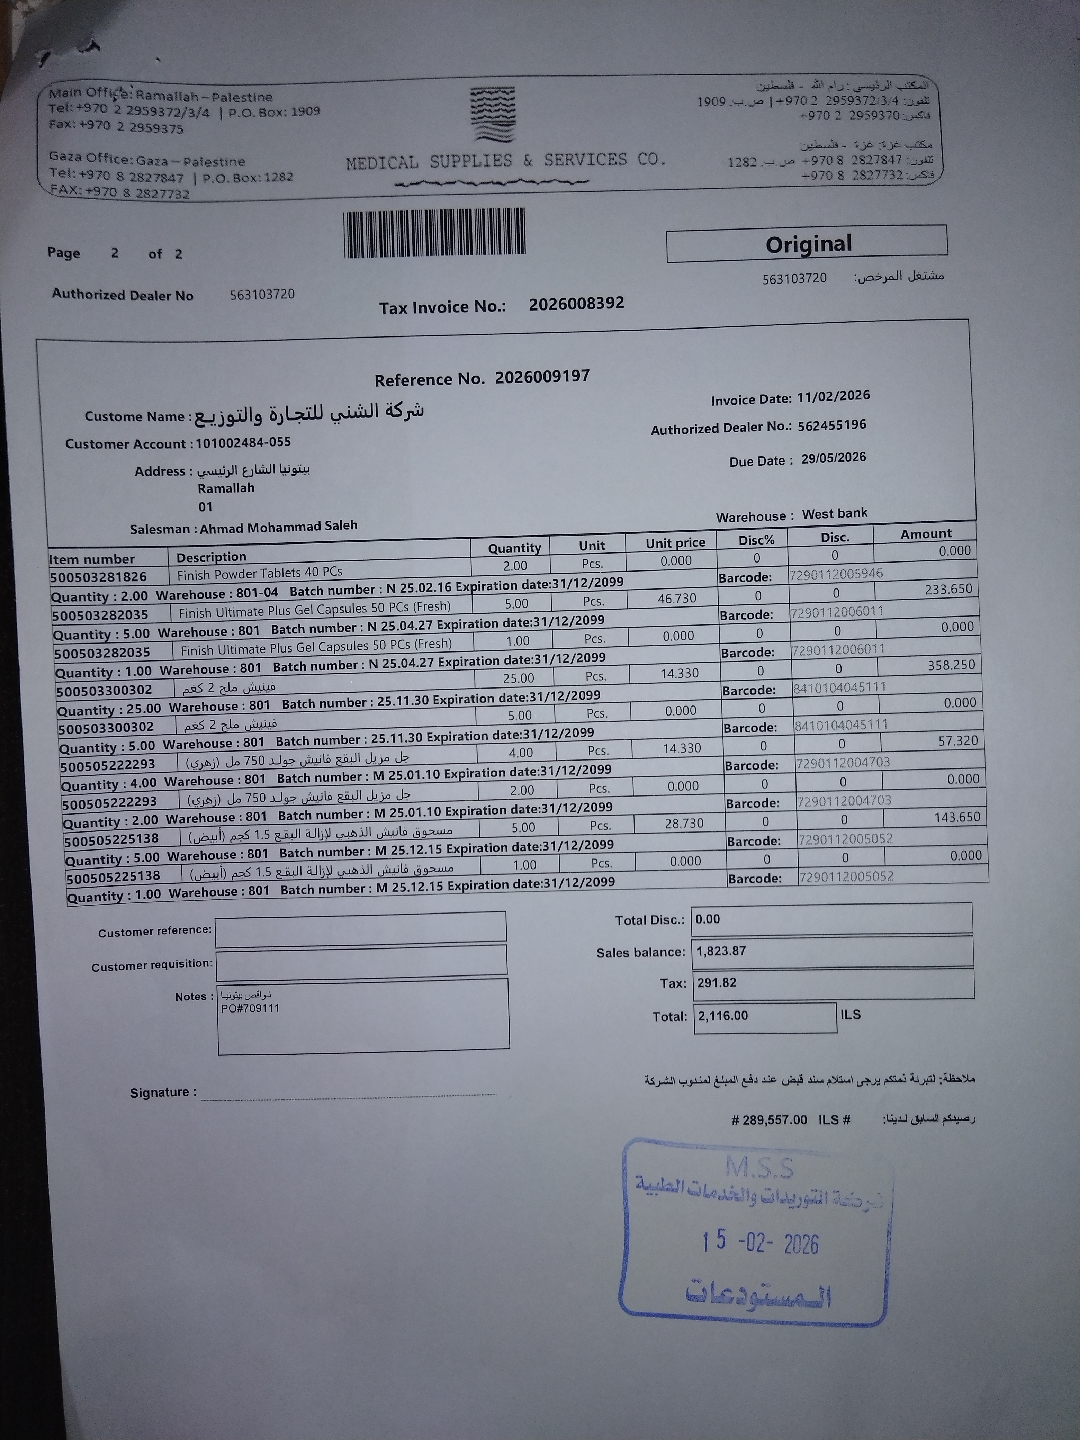 Main Office: Ramallah – Palestine
Tel: +970 2 2959372/3/4 | P.O. Box: 1909
Fax: +970 2 2959375
Gaza Office: Gaza – Palestine
Tel: +970 8 2827847 | P.O. Box: 1282
FAX: +970 8 2827732
MEDICAL SUPPLIES & SERVICES CO.
المكتب الرئيسي: رام الله - فلسطين
تلفون: 2959372/3/4 2 970+ | ص.ب. 1909
فاكس: 2959370 2 970+
مكتب غزة: غزة - فلسطين
تلفون: 2827847 8 970+ ص ب. 1282
فاكس: 2827732 8 970+
Page 2 of 2
Original
Authorized Dealer No 563103720
مشتغل المرخص: 563103720
Tax Invoice No.: 2026008392
Reference No. 2026009197
Custome Name : شركة الشني للتجارة والتوزيع
Invoice Date: 11/02/2026
Customer Account : 101002484-055
Authorized Dealer No.: 562455196
Address : بيتونيا الشارع الرئيسي
Ramallah
01
Due Date : 29/05/2026
Salesman : Ahmad Mohammad Saleh
Warehouse : West bank
Item number Description Quantity Unit Unit price Disc% Disc. Amount
500503281826 Finish Powder Tablets 40 PCs 2.00 Pcs. 0.000 0 0 0.000
Quantity : 2.00 Warehouse : 801-04 Batch number : N 25.02.16 Expiration date:31/12/2099 Barcode: 7290112005946
500503282035 Finish Ultimate Plus Gel Capsules 50 PCs (Fresh) 5.00 Pcs. 46.730 0 0 233.650
Quantity : 5.00 Warehouse : 801 Batch number : N 25.04.27 Expiration date:31/12/2099 Barcode: 7290112006011
500503282035 Finish Ultimate Plus Gel Capsules 50 PCs (Fresh) 1.00 Pcs. 0.000 0 0 0.000
Quantity : 1.00 Warehouse : 801 Batch number : N 25.04.27 Expiration date:31/12/2099 Barcode: 7290112006011
500503300302 فينيش ملح 2 كغم 25.00 Pcs. 14.330 0 0 358.250
Quantity : 25.00 Warehouse : 801 Batch number : 25.11.30 Expiration date:31/12/2099 Barcode: 8410104045111
500503300302 فينيش ملح 2 كغم 5.00 Pcs. 0.000 0 0 0.000
Quantity : 5.00 Warehouse : 801 Batch number : 25.11.30 Expiration date:31/12/2099 Barcode: 8410104045111
500505222293 جل مزيل البقع فانيش جولد 750 مل (زهري) 4.00 Pcs. 14.330 0 0 57.320
Quantity : 4.00 Warehouse : 801 Batch number : M 25.01.10 Expiration date:31/12/2099 Barcode: 7290112004703
500505222293 جل مزيل البقع فانيش جولد 750 مل (زهري) 2.00 Pcs. 0.000 0 0 0.000
Quantity : 2.00 Warehouse : 801 Batch number : M 25.01.10 Expiration date:31/12/2099 Barcode: 7290112004703
500505225138 مسحوق فانيش الذهبي لإزالة البقع 1.5 كجم (أبيض) 5.00 Pcs. 28.730 0 0 143.650
Quantity : 5.00 Warehouse : 801 Batch number : M 25.12.15 Expiration date:31/12/2099 Barcode: 7290112005052
500505225138 مسحوق فانيش الذهبي لإزالة البقع 1.5 كجم (أبيض) 1.00 Pcs. 0.000 0 0 0.000
Quantity : 1.00 Warehouse : 801 Batch number : M 25.12.15 Expiration date:31/12/2099 Barcode: 7290112005052
Customer reference:
Total Disc.: 0.00
Customer requisition:
Sales balance: 1,823.87
Notes : نواقص بيتونيا
PO#709111
Tax: 291.82
Total: 2,116.00 ILS
Signature :
ملاحظة: لتبرئة ذمتكم يرجى استلام سند قبض عند دفع المبلغ لمندوب الشركة
رصيدكم السابق لدينا: # 289,557.00 ILS #
M.S.S
شركة التوريدات والخدمات الطبية
15 -02- 2026
المستودعات